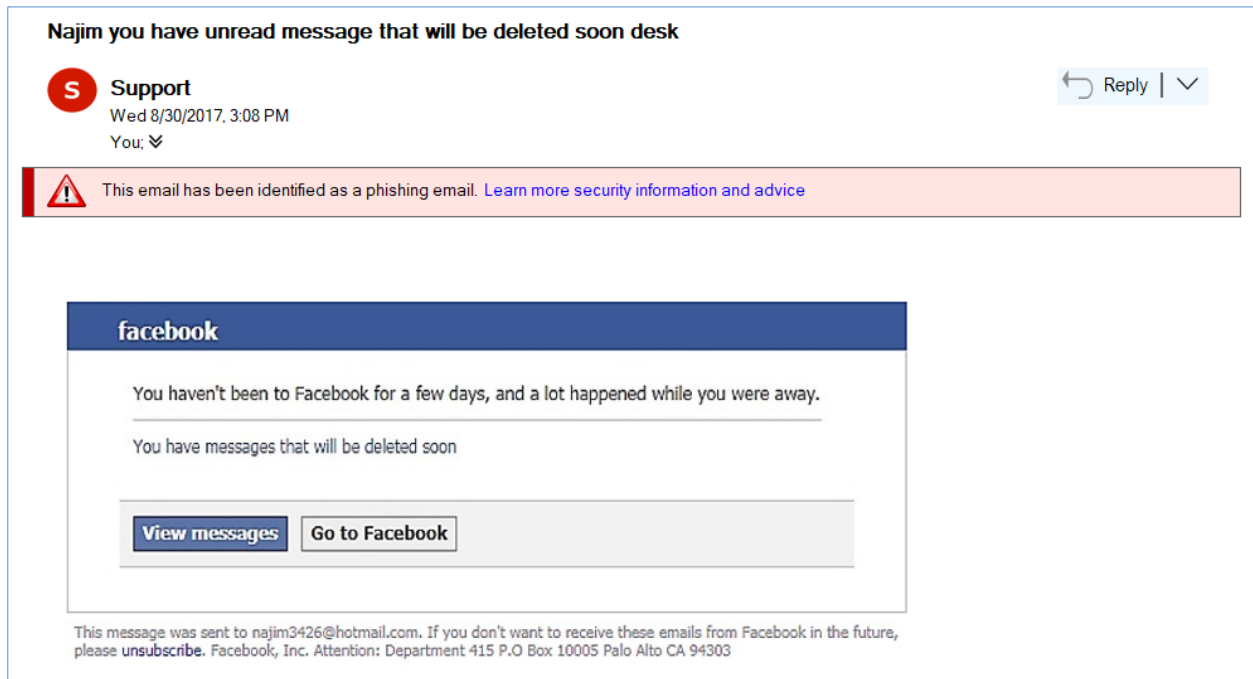 Najim you have unread message that will be deleted soon desk
S
Support
Reply
Wed 8/30/2017, 3:08 PM
You;
This email has been identified as a phishing email. Learn more security information and advice
facebook
You haven't been to Facebook for a few days, and a lot happened while you were away.
You have messages that will be deleted soon
View messages Go to Facebook
This message was sent to najim3426@hotmail.com. If you don't want to receive these emails from Facebook in the future,
please unsubscribe. Facebook, Inc. Attention: Department 415 P.O Box 10005 Palo Alto CA 94303